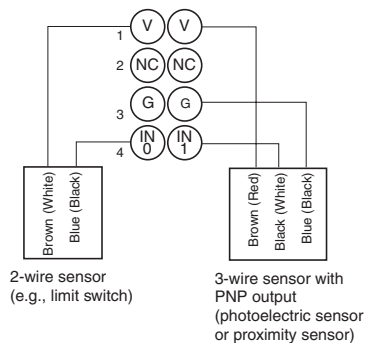 1 V V
2 NC NC
3 G G
4 IN 0 IN 1
Brown (White)
Blue (Black)
Brown (Red)
Black (White)
Blue (Black)
2-wire sensor
(e.g., limit switch)
3-wire sensor with
PNP output
(photoelectric sensor
or proximity sensor)